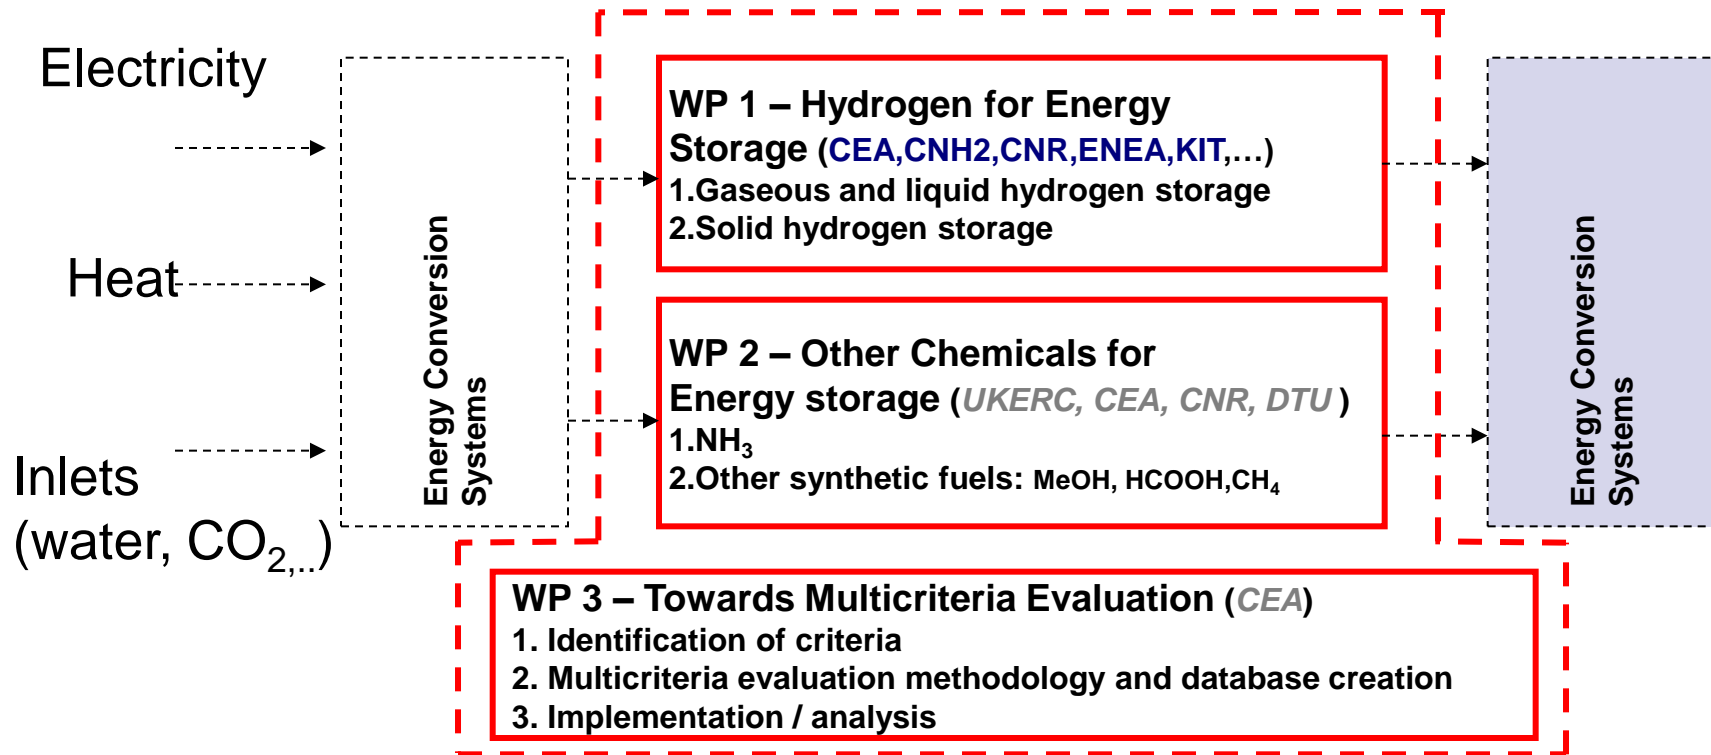 Electricity
Heat
Inlets
(water, CO₂,..)
Energy Conversion
Systems
WP 1 – Hydrogen for Energy
Storage (CEA,CNH2,CNR,ENEA,KIT,…)
1.Gaseous and liquid hydrogen storage
2.Solid hydrogen storage
WP 2 – Other Chemicals for
Energy storage (UKERC, CEA, CNR, DTU )
1.NH₃
2.Other synthetic fuels: MeOH, HCOOH,CH₄
WP 3 – Towards Multicriteria Evaluation (CEA)
1. Identification of criteria
2. Multicriteria evaluation methodology and database creation
3. Implementation / analysis
Energy Conversion
Systems